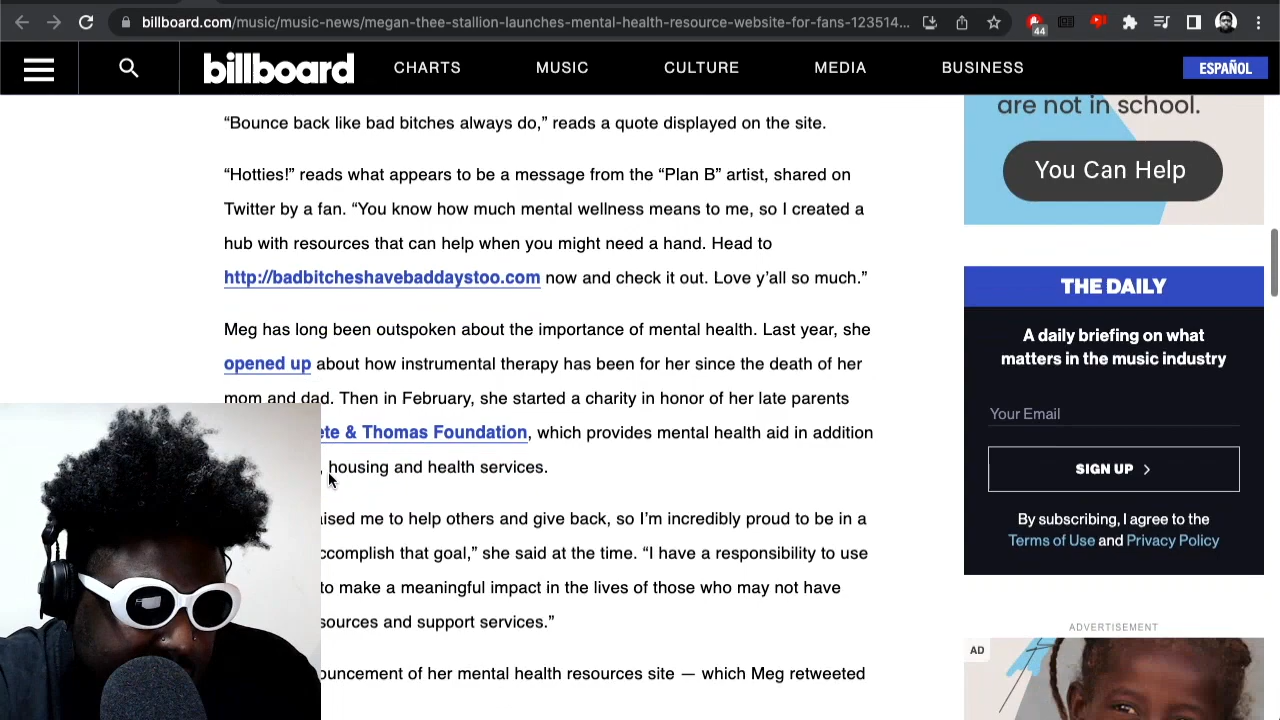 billboard.com/music/music-news/megan-thee-stallion-launches-mental-health-resource-website-for-fans-123514...
44
billboard
CHARTS
MUSIC
CULTURE
MEDIA
BUSINESS
ESPAÑOL
“Bounce back like bad bitches always do,” reads a quote displayed on the site.
“Hotties!” reads what appears to be a message from the “Plan B” artist, shared on
Twitter by a fan. “You know how much mental wellness means to me, so I created a
hub with resources that can help when you might need a hand. Head to
http://badbitcheshavebaddaystoo.com now and check it out. Love y’all so much.”
Meg has long been outspoken about the importance of mental health. Last year, she
opened up about how instrumental therapy has been for her since the death of her
mom and dad. Then in February, she started a charity in honor of her late parents
ete & Thomas Foundation, which provides mental health aid in addition
, housing and health services.
aised me to help others and give back, so I’m incredibly proud to be in a
ccomplish that goal,” she said at the time. “I have a responsibility to use
to make a meaningful impact in the lives of those who may not have
sources and support services.”
ouncement of her mental health resources site — which Meg retweeted
are not in school.
You Can Help
THE DAILY
A daily briefing on what
matters in the music industry
Your Email
SIGN UP
By subscribing, I agree to the
Terms of Use and Privacy Policy
ADVERTISEMENT
AD